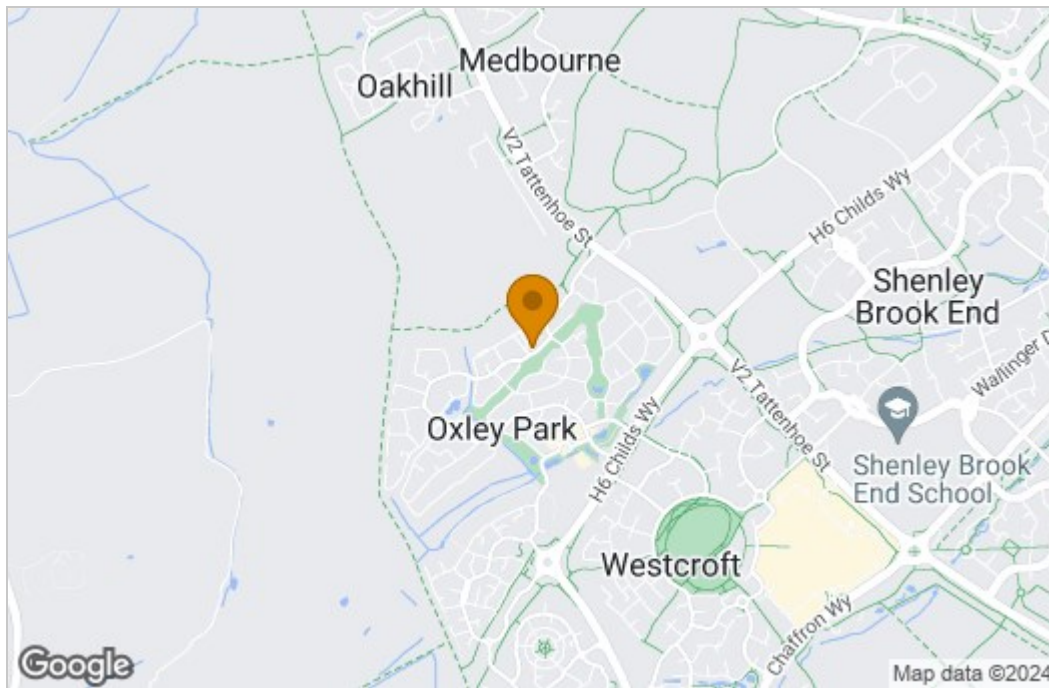 Medbourne
Oakhill
V2 Tattenhoe St
H6 Childs Wy
Shenley
Brook End
Oxley Park
H6 Childs Wy
V2 Tattenhoe St
Shenley Brook
End School
Westcroft
Chaffron Wy
Google
Map data ©2024